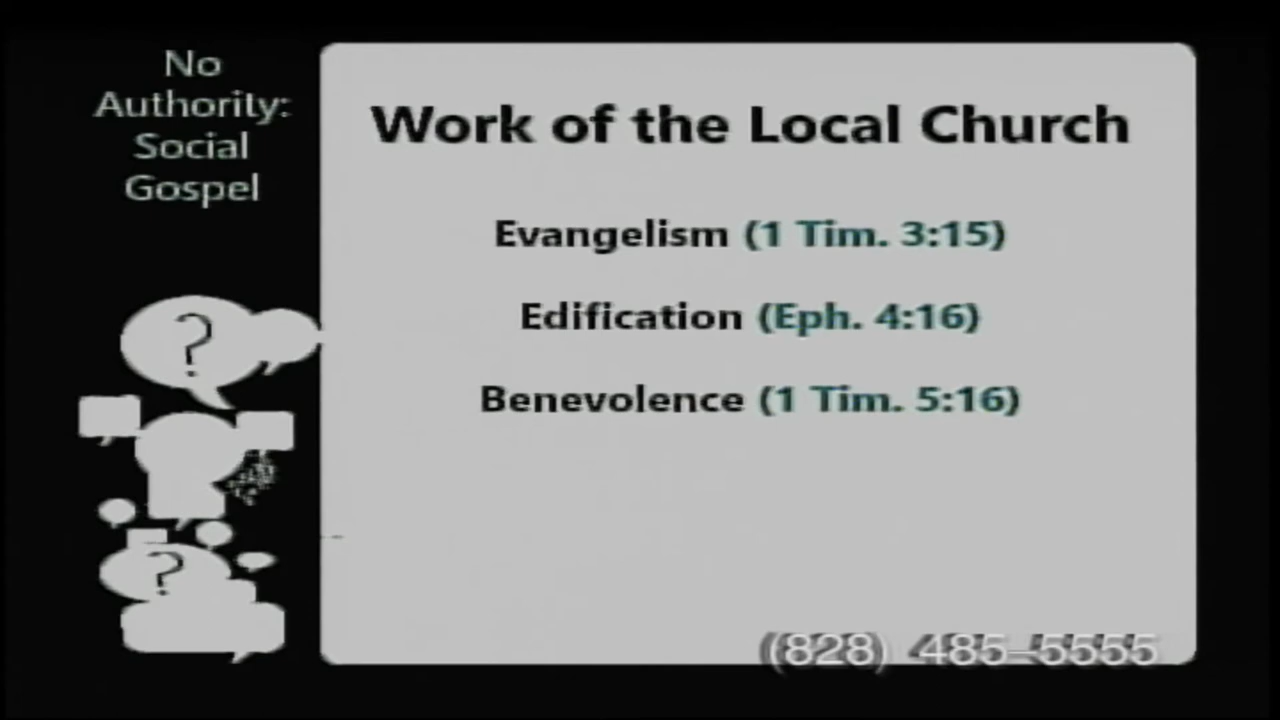 No
Authority:
Social
Gospel
Work of the Local Church
Evangelism (1 Tim. 3:15)
Edification (Eph. 4:16)
Benevolence (1 Tim. 5:16)
?
?
(828) 485-5555